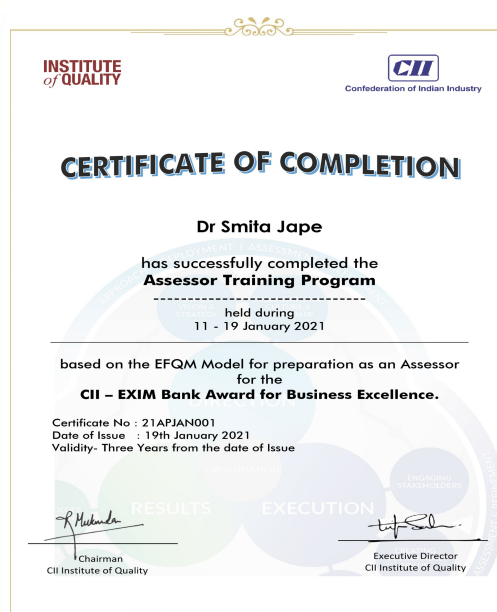 INSTITUTE
of QUALITY
CII
Confederation of Indian Industry
CERTIFICATE OF COMPLETION
Dr Smita Jape
has successfully completed the
Assessor Training Program
-------------------------------
held during
11 - 19 January 2021
based on the EFQM Model for preparation as an Assessor
for the
CII – EXIM Bank Award for Business Excellence.
Certificate No : 21APJAN001
Date of Issue : 19th January 2021
Validity- Three Years from the date of Issue
ENGAGING
STAKEHOLDERS
RESULTS EXECUTION
Chairman
CII Institute of Quality
Executive Director
CII Institute of Quality